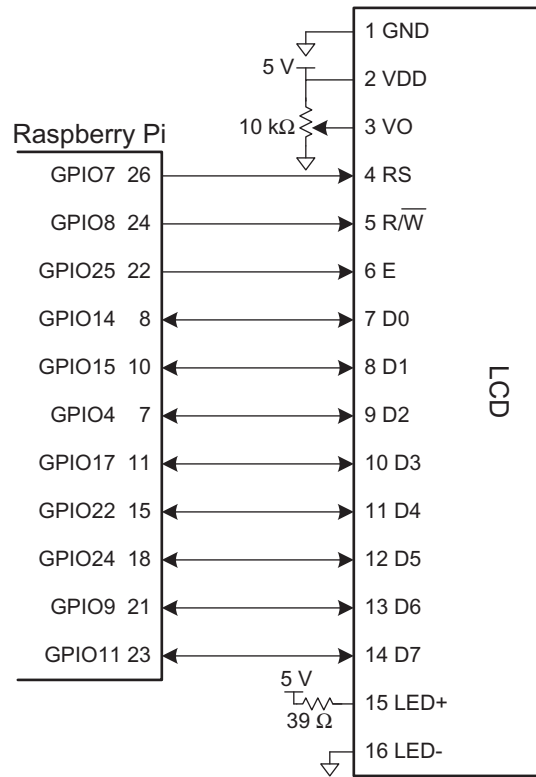 1 GND
5 V
2 VDD
10 kΩ
3 VO
Raspberry Pi
GPIO7 26
4 RS
GPIO8 24
5 R/W̅
GPIO25 22
6 E
GPIO14 8
7 D0
GPIO15 10
8 D1
GPIO4 7
9 D2
GPIO17 11
10 D3
GPIO22 15
11 D4
GPIO24 18
12 D5
GPIO9 21
13 D6
GPIO11 23
14 D7
LCD
5 V
39 Ω
15 LED+
16 LED-